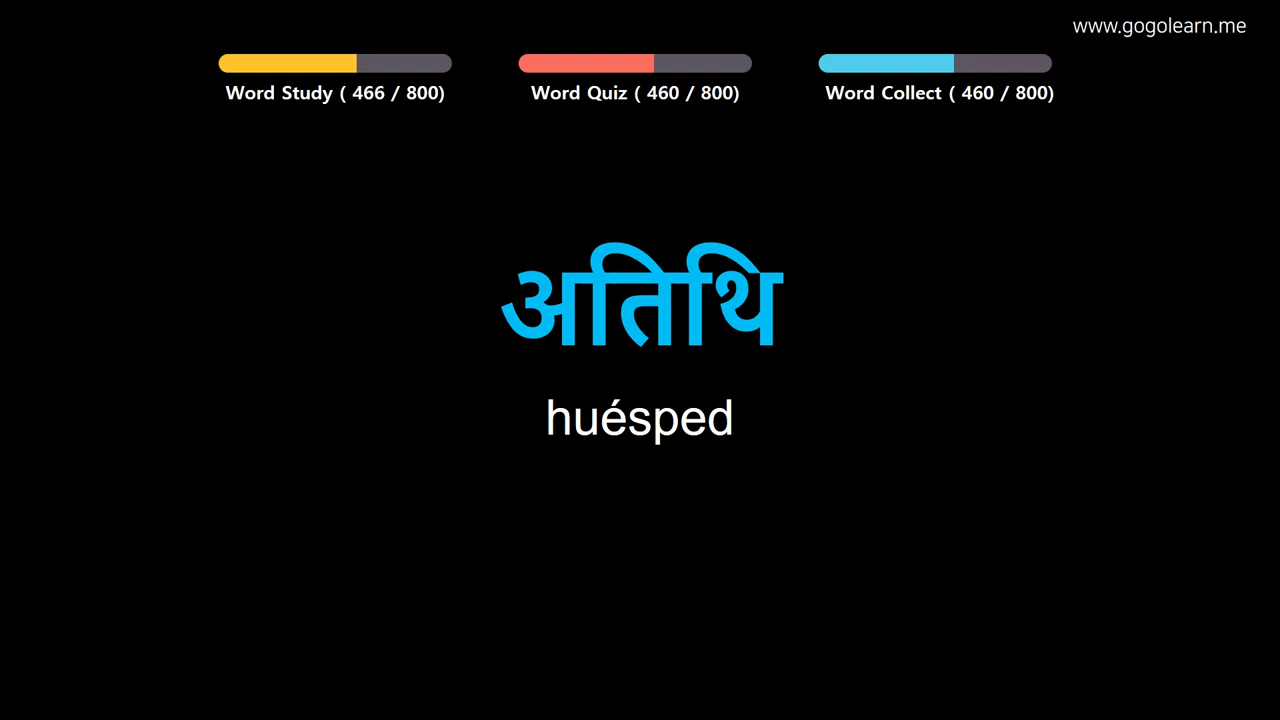 www.gogolearn.me
Word Study ( 466 / 800)
Word Quiz ( 460 / 800)
Word Collect ( 460 / 800)
अतिथि
huésped